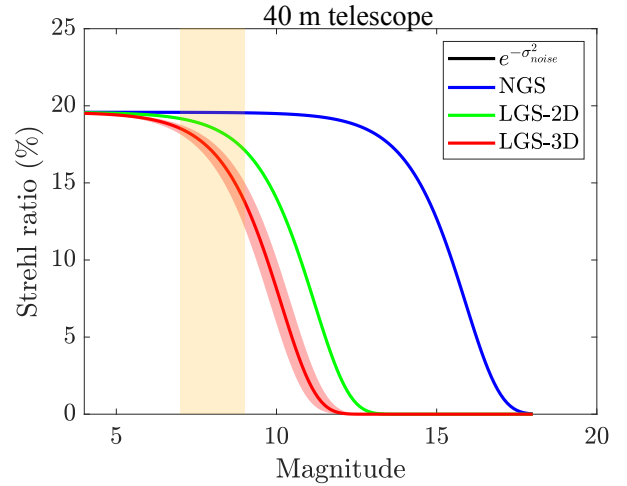 40 m telescope
25
20
15
10
5
0
Strehl ratio (%)
5
10
15
20
Magnitude
e^{-σ²_{noise}}
NGS
LGS-2D
LGS-3D